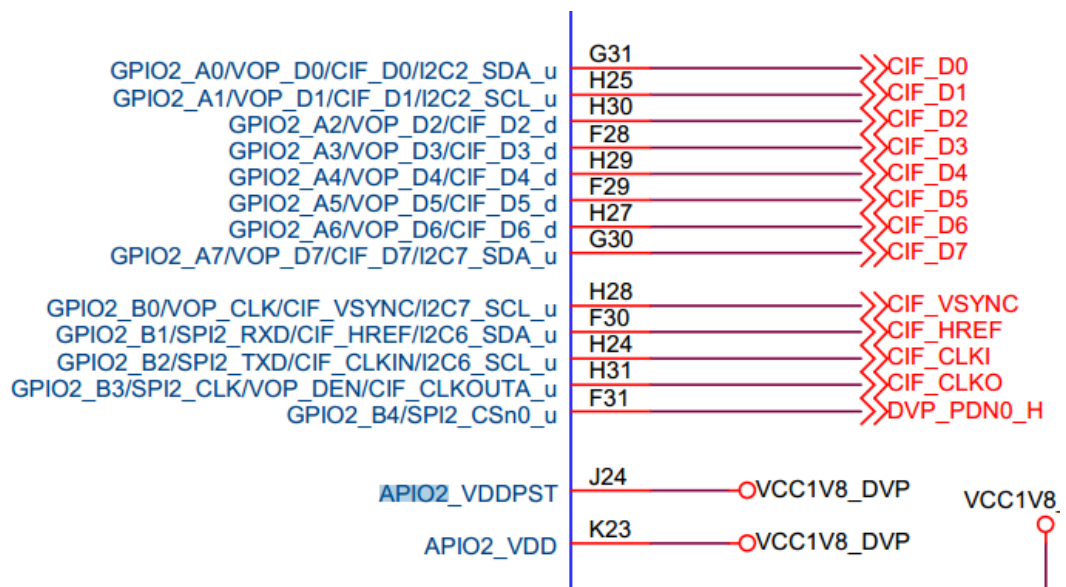 GPIO2_A0/VOP_D0/CIF_D0/I2C2_SDA_u G31 CIF_D0
GPIO2_A1/VOP_D1/CIF_D1/I2C2_SCL_u H25 CIF_D1
GPIO2_A2/VOP_D2/CIF_D2_d H30 CIF_D2
GPIO2_A3/VOP_D3/CIF_D3_d F28 CIF_D3
GPIO2_A4/VOP_D4/CIF_D4_d H29 CIF_D4
GPIO2_A5/VOP_D5/CIF_D5_d F29 CIF_D5
GPIO2_A6/VOP_D6/CIF_D6_d H27 CIF_D6
GPIO2_A7/VOP_D7/CIF_D7/I2C7_SDA_u G30 CIF_D7
GPIO2_B0/VOP_CLK/CIF_VSYNC/I2C7_SCL_u H28 CIF_VSYNC
GPIO2_B1/SPI2_RXD/CIF_HREF/I2C6_SDA_u F30 CIF_HREF
GPIO2_B2/SPI2_TXD/CIF_CLKIN/I2C6_SCL_u H24 CIF_CLKI
GPIO2_B3/SPI2_CLK/VOP_DEN/CIF_CLKOUTA_u H31 CIF_CLKO
GPIO2_B4/SPI2_CSn0_u F31 DVP_PDN0_H
APIO2_VDDPST J24 VCC1V8_DVP VCC1V8_
APIO2_VDD K23 VCC1V8_DVP